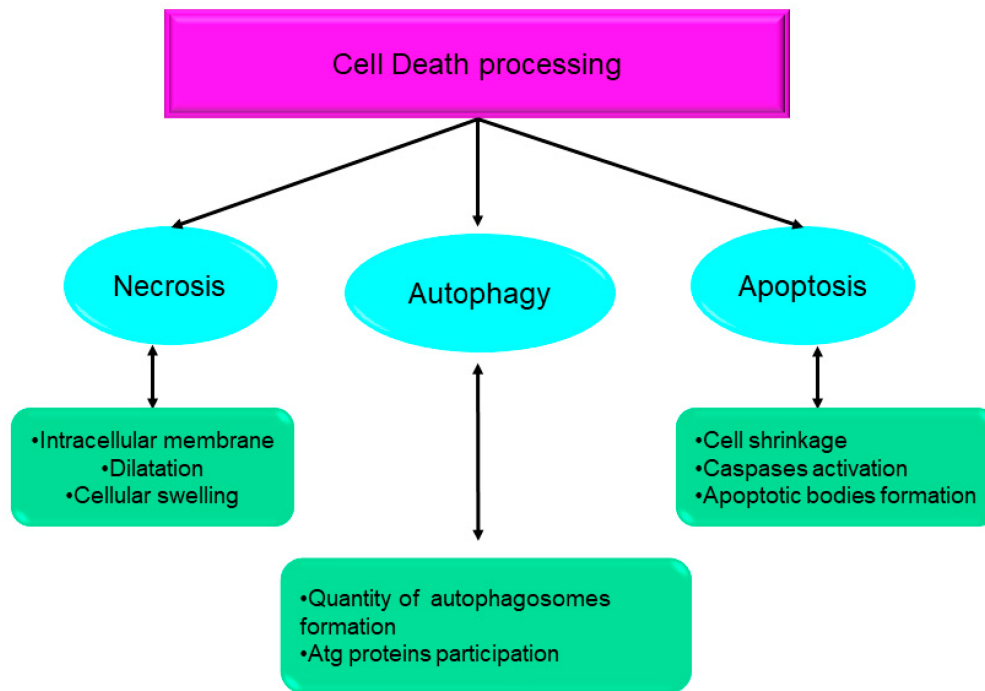 Cell Death processing
Necrosis
Autophagy
Apoptosis
•Intracellular membrane
•Dilatation
•Cellular swelling
•Cell shrinkage
•Caspases activation
•Apoptotic bodies formation
•Quantity of autophagosomes
formation
•Atg proteins participation